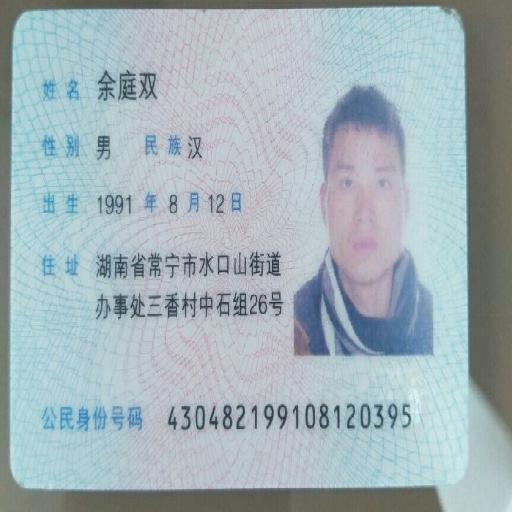 姓名 余庭双
性别 男 民族 汉
出生 1991 年 8 月 12 日
住址 湖南省常宁市水口山街道
办事处三香村中石组26号
公民身份号码 430482199108120395